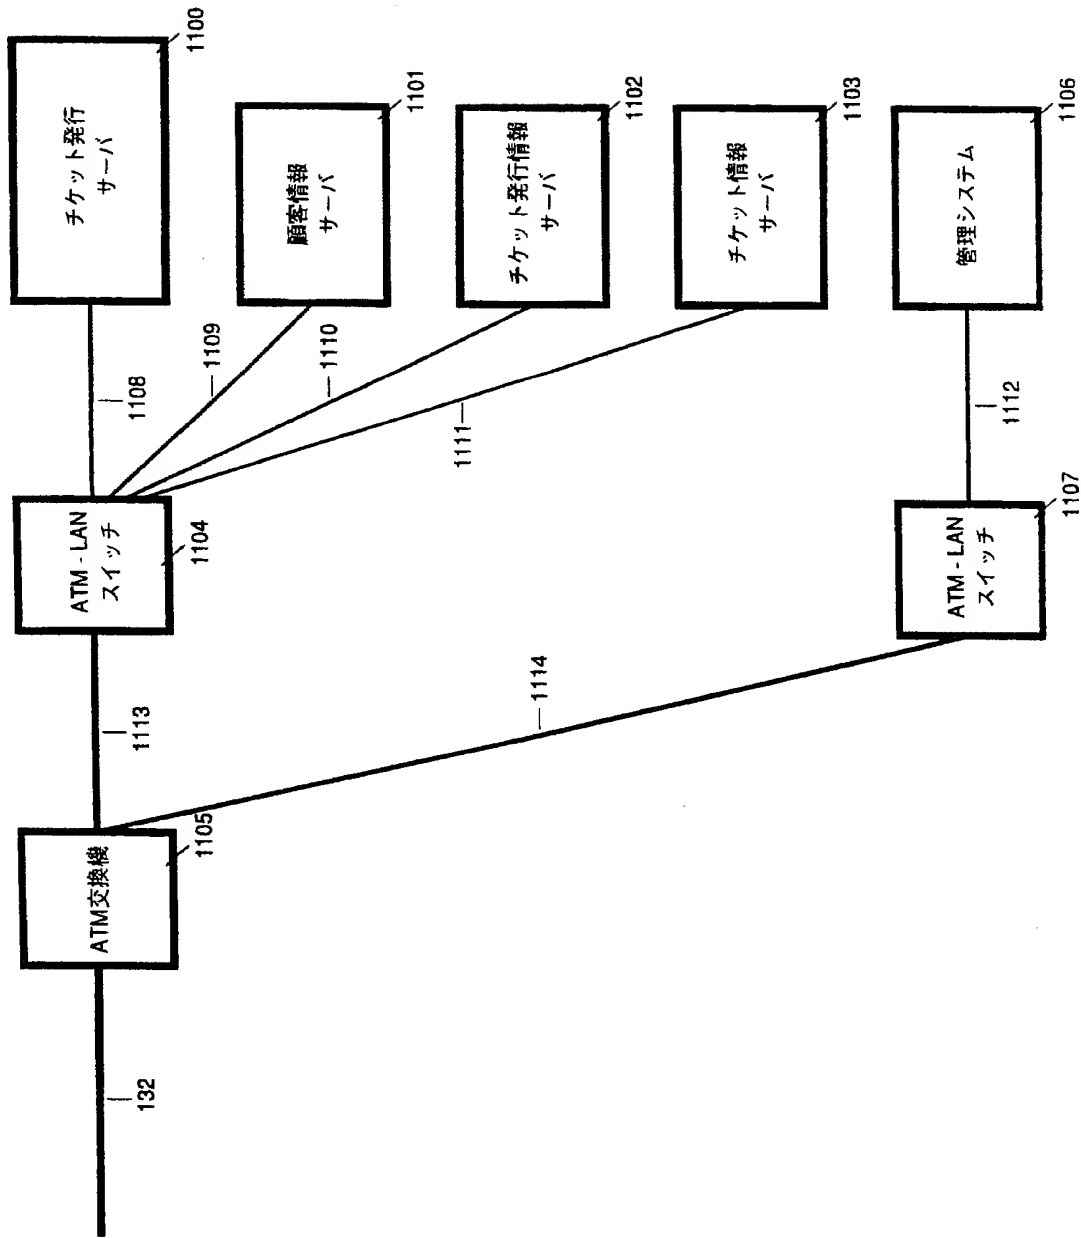 チケット発行
サーバ
1100
顧客情報
サーバ
1101
チケット発行情報
サーバ
1102
チケット情報
サーバ
1103
管理システム
1106
1108
1109
1110
1111
1112
ATM - LAN
スイッチ
1104
ATM - LAN
スイッチ
1107
1113
1114
ATM交換機
1105
132